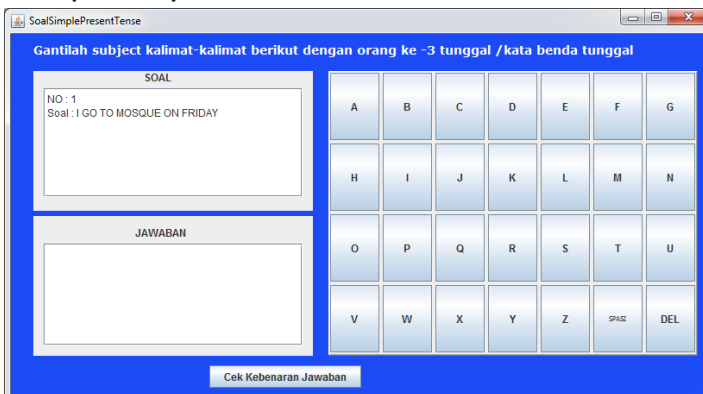 SoalSimplePresentTense
Gantilah subject kalimat-kalimat berikut dengan orang ke -3 tunggal /kata benda tunggal
SOAL
NO : 1
Soal : I GO TO MOSQUE ON FRIDAY
JAWABAN
A B C D E F G
H I J K L M N
O P Q R S T U
V W X Y Z SPASI DEL
Cek Kebenaran Jawaban